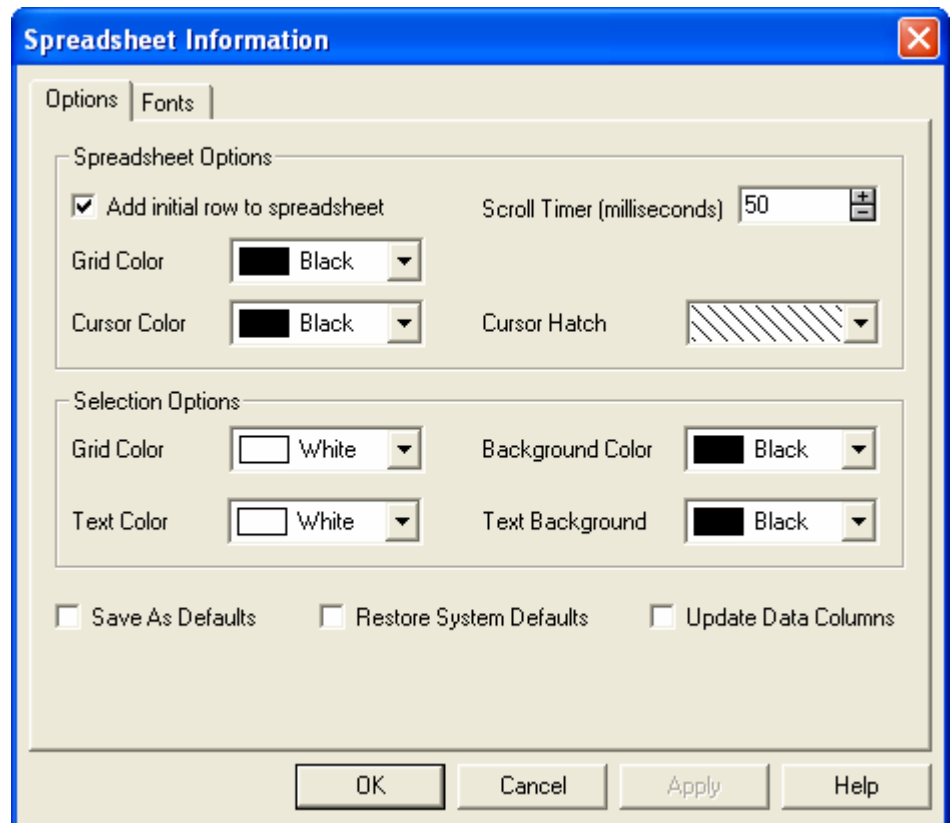 Spreadsheet Information
Options Fonts
Spreadsheet Options
Add initial row to spreadsheet Scroll Timer (milliseconds) 50
Grid Color Black
Cursor Color Black Cursor Hatch
Selection Options
Grid Color White Background Color Black
Text Color White Text Background Black
Save As Defaults Restore System Defaults Update Data Columns
OK Cancel Apply Help